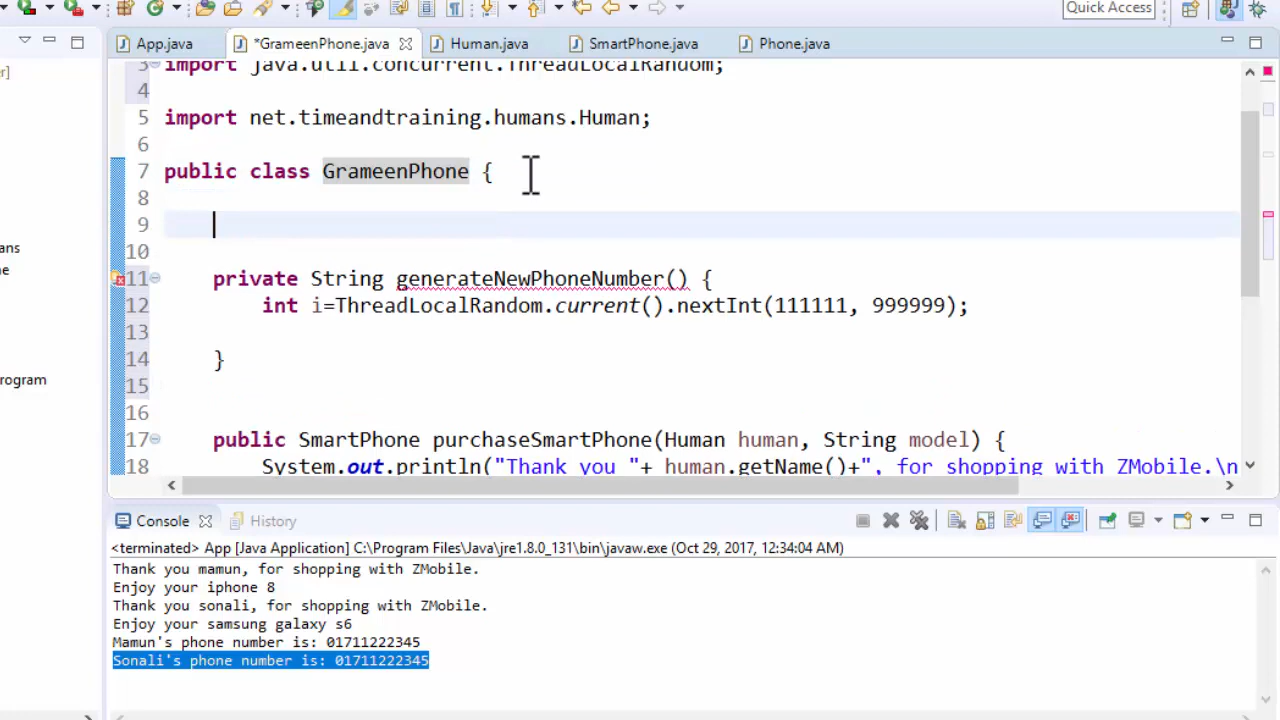 Quick Access
App.java
*GrameenPhone.java
Human.java
SmartPhone.java
Phone.java
3 import java.util.concurrent.ThreadLocalRandom;
4
5 import net.timeandtraining.humans.Human;
6
7 public class GrameenPhone {
8
9
10
11 private String generateNewPhoneNumber() {
12 int i=ThreadLocalRandom.current().nextInt(111111, 999999);
13
14 }
15
16
17 public SmartPhone purchaseSmartPhone(Human human, String model) {
18 System.out.println("Thank you "+ human.getName()+", for shopping with ZMobile.\n
r]
ans
e
rogram
Console
History
<terminated> App [Java Application] C:\Program Files\Java\jre1.8.0_131\bin\javaw.exe (Oct 29, 2017, 12:34:04 AM)
Thank you mamun, for shopping with ZMobile.
Enjoy your iphone 8
Thank you sonali, for shopping with ZMobile.
Enjoy your samsung galaxy s6
Mamun's phone number is: 01711222345
Sonali's phone number is: 01711222345